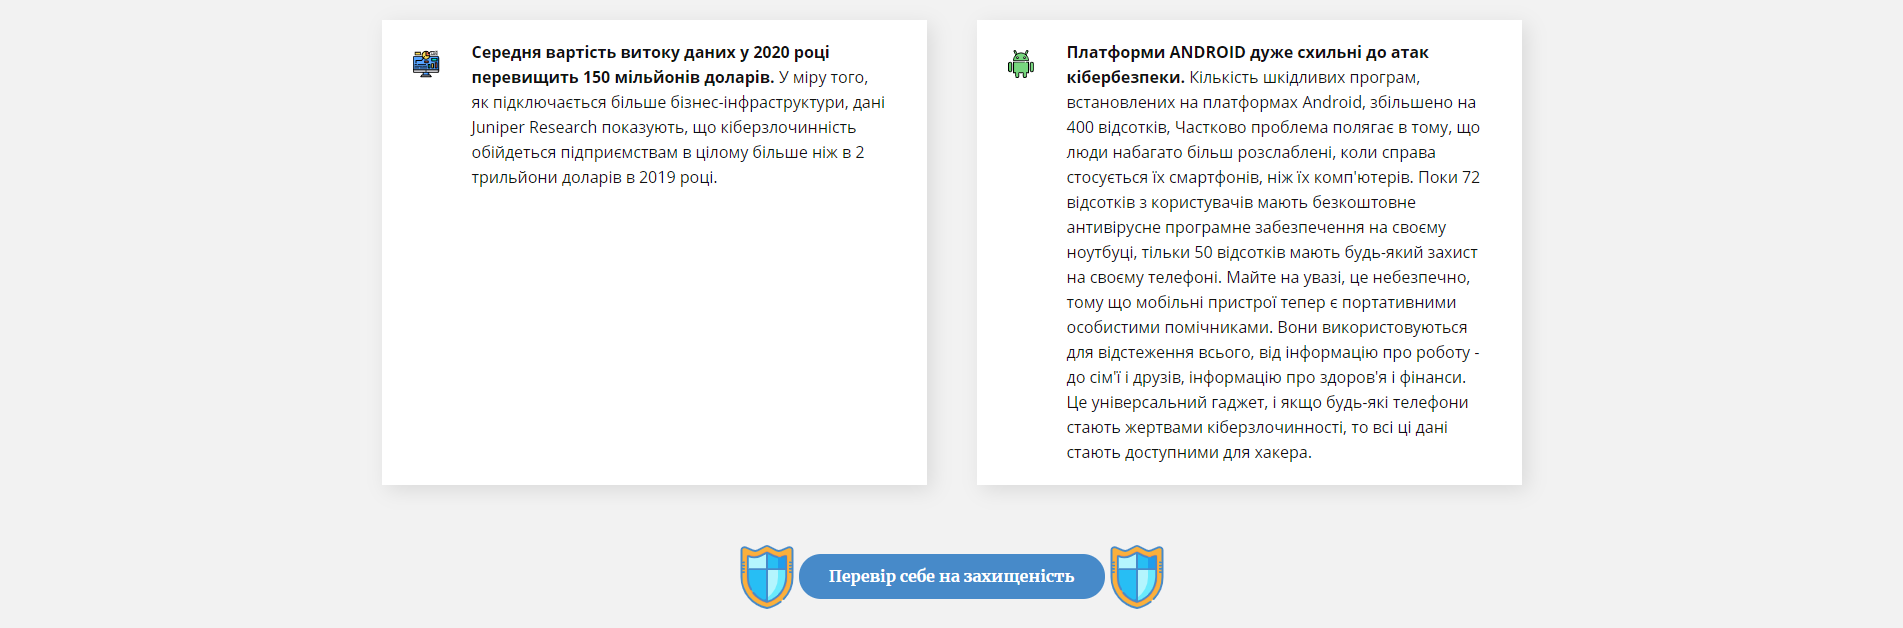 Середня вартість витоку даних у 2020 році
перевищить 150 мільйонів доларів. У міру того,
як підключається більше бізнес-інфраструктури, дані
Juniper Research показують, що кіберзлочинність
обійдеться підприємствам в цілому більше ніж в 2
трильйони доларів в 2019 році.
Платформи ANDROID дуже схильні до атак
кібербезпеки. Кількість шкідливих програм,
встановлених на платформах Android, збільшено на
400 відсотків, Частково проблема полягає в тому, що
люди набагато більш розслаблені, коли справа
стосується їх смартфонів, ніж їх комп'ютерів. Поки 72
відсотків з користувачів мають безкоштовне
антивірусне програмне забезпечення на своєму
ноутбуці, тільки 50 відсотків мають будь-який захист
на своєму телефоні. Майте на увазі, це небезпечно,
тому що мобільні пристрої тепер є портативними
особистими помічниками. Вони використовуються
для відстеження всього, від інформацію про роботу -
до сім'ї і друзів, інформацію про здоров'я і фінанси.
Це універсальний гаджет, і якщо будь-які телефони
стають жертвами кіберзлочинності, то всі ці дані
стають доступними для хакера.
Перевір себе на захищеність